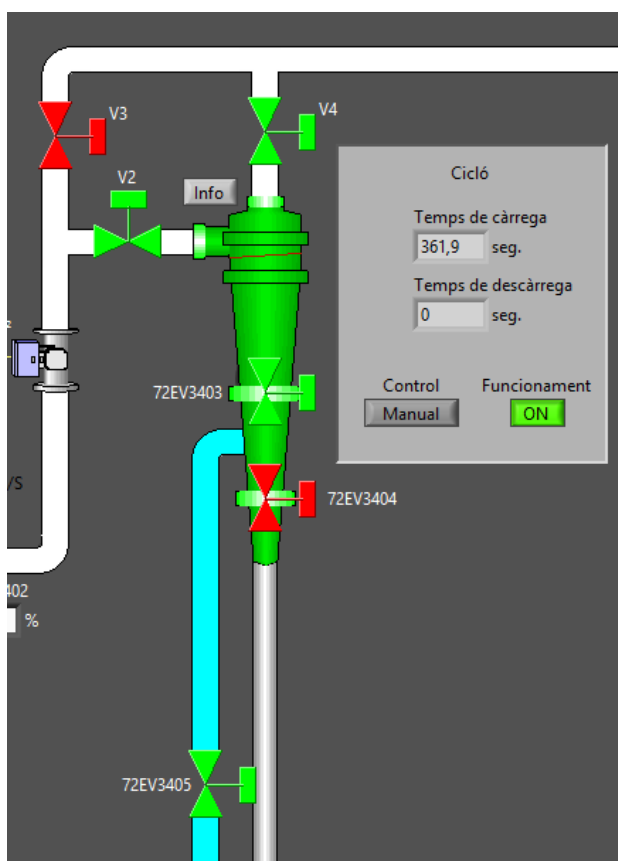 V3
V4
V2
Info
Cicló
Temps de càrrega
361,9 seg.
Temps de descàrrega
0 seg.
72EV3403
Control Funcionament
Manual ON
/S
72EV3404
402
%
72EV3405